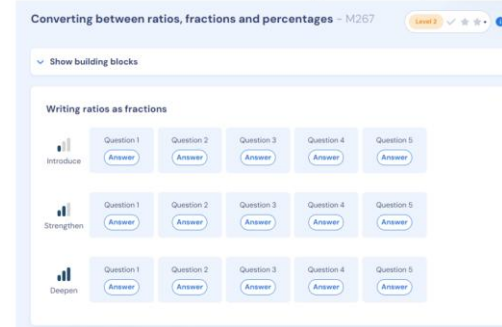 Converting between ratios, fractions and percentages – M267
Level 2
Show building blocks
Writing ratios as fractions
Question 1 Question 2 Question 3 Question 4 Question 5
Answer Answer Answer Answer Answer
Introduce
Question 1 Question 2 Question 3 Question 4 Question 5
Answer Answer Answer Answer Answer
Strengthen
Question 1 Question 2 Question 3 Question 4 Question 5
Answer Answer Answer Answer Answer
Deepen